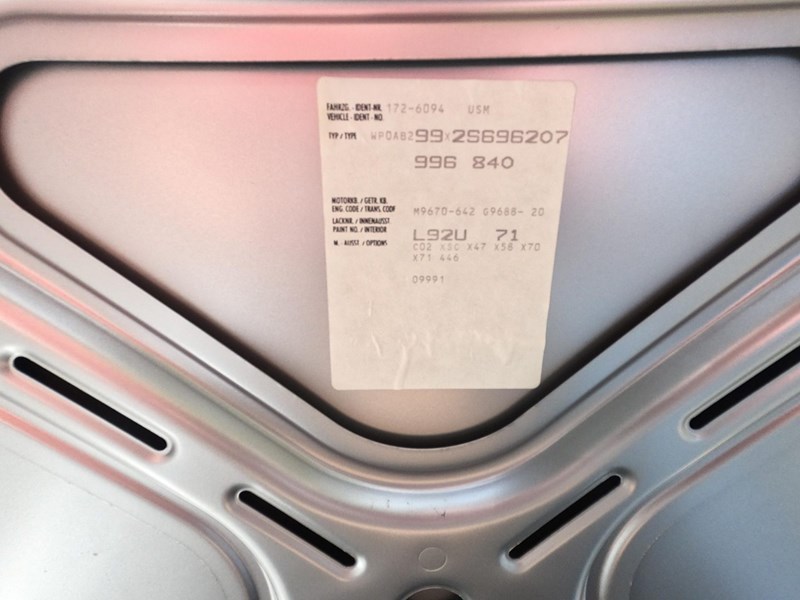 FAHRZG. - IDENT-NR. 172-6094 USM
VEHICLE - IDENT - NO.
TYP / TYPE WP0AB299X2S696207
996 840
MOTORKB. / GETR. KB.
ENG. CODE / TRANS. CODE M9670-642 G9688- 20
LACKNR. / INNENAUSST.
PAINT NO. / INTERIOR L92U 71
M. - AUSST. / OPTIONS C02 X30 X47 X58 X70
X71 446
09991